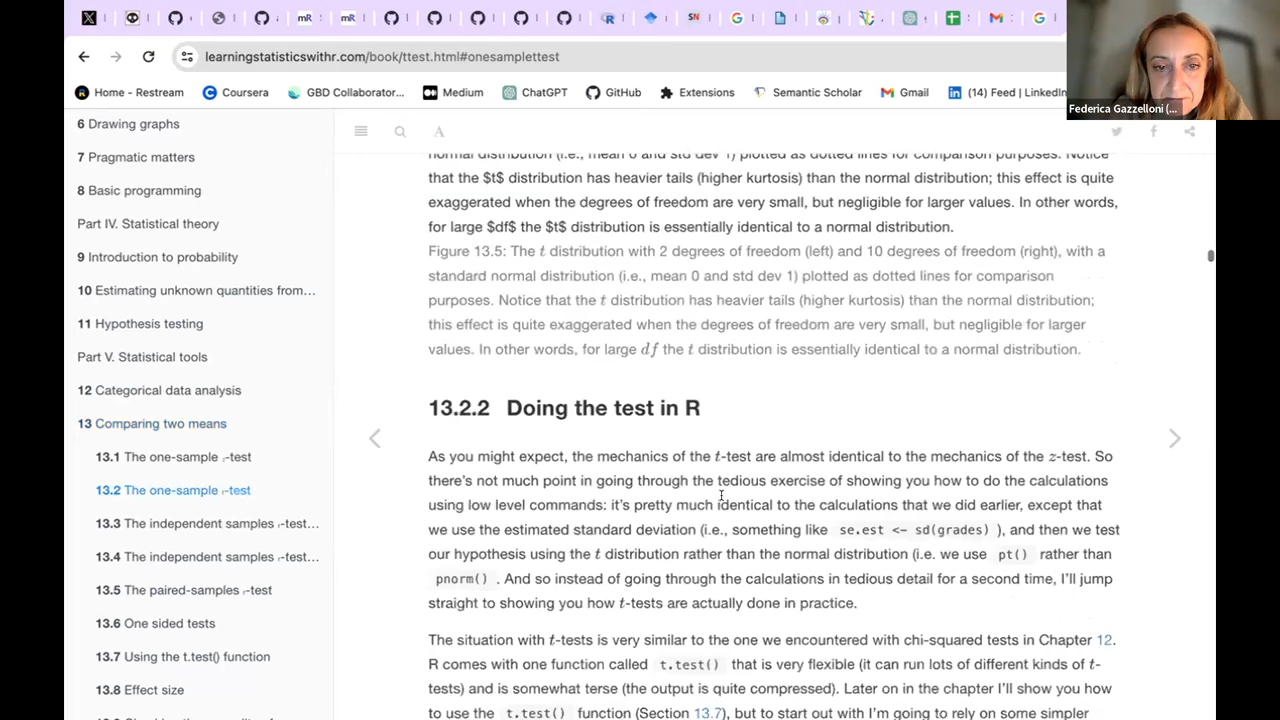 learningstatisticswithr.com/book/ttest.html#onesamplettest
Home - Restream
Coursera
GBD Collaborator...
Medium
ChatGPT
GitHub
Extensions
Semantic Scholar
Gmail
(14) Feed | LinkedIn
Federica Gazzelloni (...
6 Drawing graphs
7 Pragmatic matters
8 Basic programming
Part IV. Statistical theory
9 Introduction to probability
10 Estimating unknown quantities from...
11 Hypothesis testing
Part V. Statistical tools
12 Categorical data analysis
13 Comparing two means
13.1 The one-sample -test
13.2 The one-sample -test
13.3 The independent samples -test...
13.4 The independent samples -test...
13.5 The paired-samples -test
13.6 One sided tests
13.7 Using the t.test() function
13.8 Effect size
normal distribution (i.e., mean 0 and std dev 1) plotted as dotted lines for comparison purposes. Notice
that the $t$ distribution has heavier tails (higher kurtosis) than the normal distribution; this effect is quite
exaggerated when the degrees of freedom are very small, but negligible for larger values. In other words,
for large $df$ the $t$ distribution is essentially identical to a normal distribution.
Figure 13.5: The t distribution with 2 degrees of freedom (left) and 10 degrees of freedom (right), with a
standard normal distribution (i.e., mean 0 and std dev 1) plotted as dotted lines for comparison
purposes. Notice that the t distribution has heavier tails (higher kurtosis) than the normal distribution;
this effect is quite exaggerated when the degrees of freedom are very small, but negligible for larger
values. In other words, for large df the t distribution is essentially identical to a normal distribution.
13.2.2 Doing the test in R
As you might expect, the mechanics of the t-test are almost identical to the mechanics of the z-test. So
there's not much point in going through the tedious exercise of showing you how to do the calculations
using low level commands: it's pretty much identical to the calculations that we did earlier, except that
we use the estimated standard deviation (i.e., something like se.est <- sd(grades) ), and then we test
our hypothesis using the t distribution rather than the normal distribution (i.e. we use pt() rather than
pnorm() . And so instead of going through the calculations in tedious detail for a second time, I'll jump
straight to showing you how t-tests are actually done in practice.
The situation with t-tests is very similar to the one we encountered with chi-squared tests in Chapter 12.
R comes with one function called t.test() that is very flexible (it can run lots of different kinds of t-
tests) and is somewhat terse (the output is quite compressed). Later on in the chapter I'll show you how
to use the t.test() function (Section 13.7), but to start out with I'm going to rely on some simpler